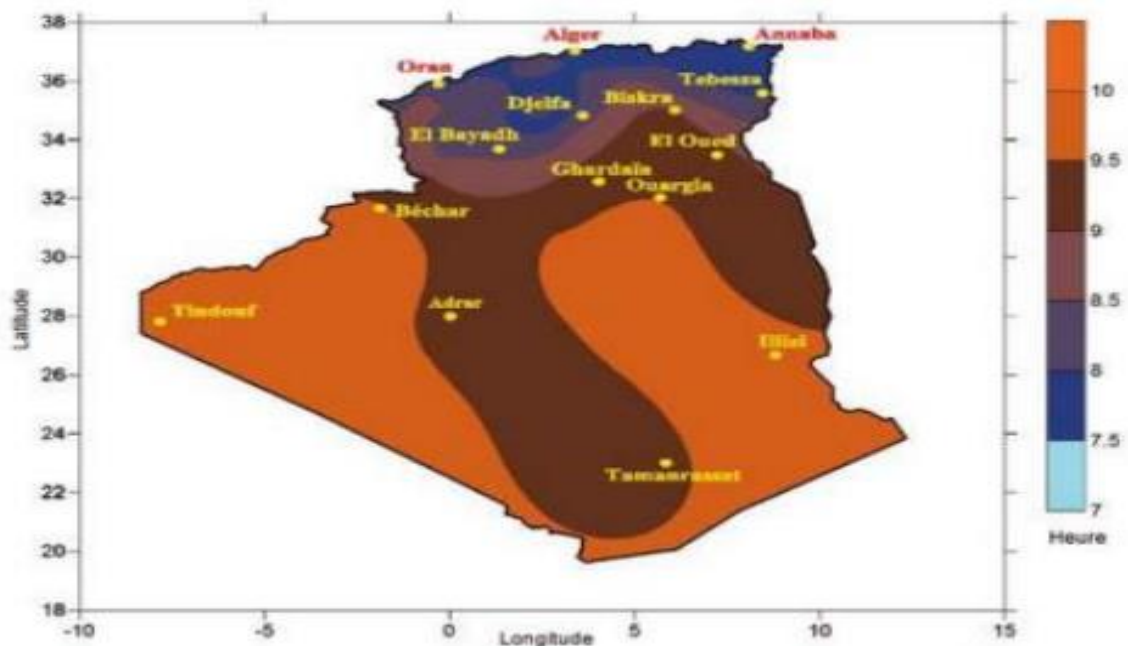 38
36
34
32
30
28
26
24
22
20
18
Latitude
-10
-5
0
5
10
15
Longitude
Alger
Annaba
Oran
Tebessa
Djelfa
Biskra
El Bayadh
El Oued
Ghardaïa
Ouargla
Béchar
Adrar
Tindouf
Illizi
Tamanrasset
10
9.5
9
8.5
8
7.5
7
Heure